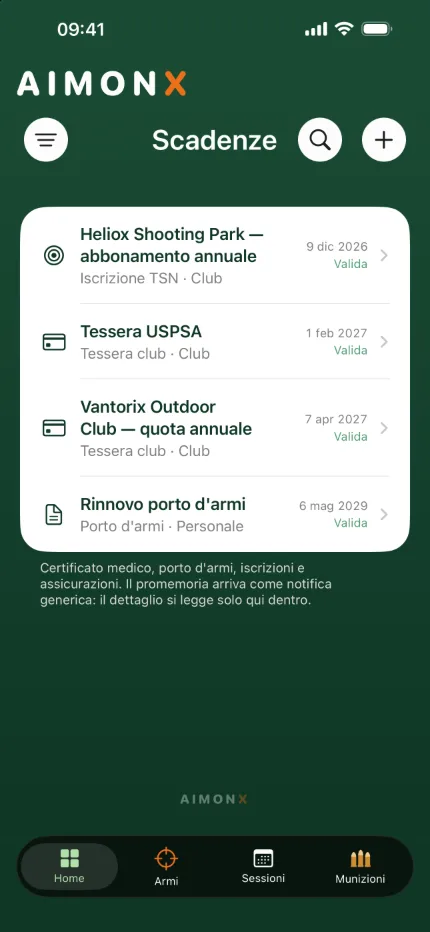 09:41
AIMONX
Scadenze
Heliox Shooting Park —
abbonamento annuale
Iscrizione TSN · Club
9 dic 2026
Valida
Tessera USPSA
Tessera club · Club
1 feb 2027
Valida
Vantorix Outdoor
Club — quota annuale
Tessera club · Club
7 apr 2027
Valida
Rinnovo porto d'armi
Porto d'armi · Personale
6 mag 2029
Valida
Certificato medico, porto d'armi, iscrizioni e
assicurazioni. Il promemoria arriva come notifica
generica: il dettaglio si legge solo qui dentro.
AIMONX
Home
Armi
Sessioni
Munizioni